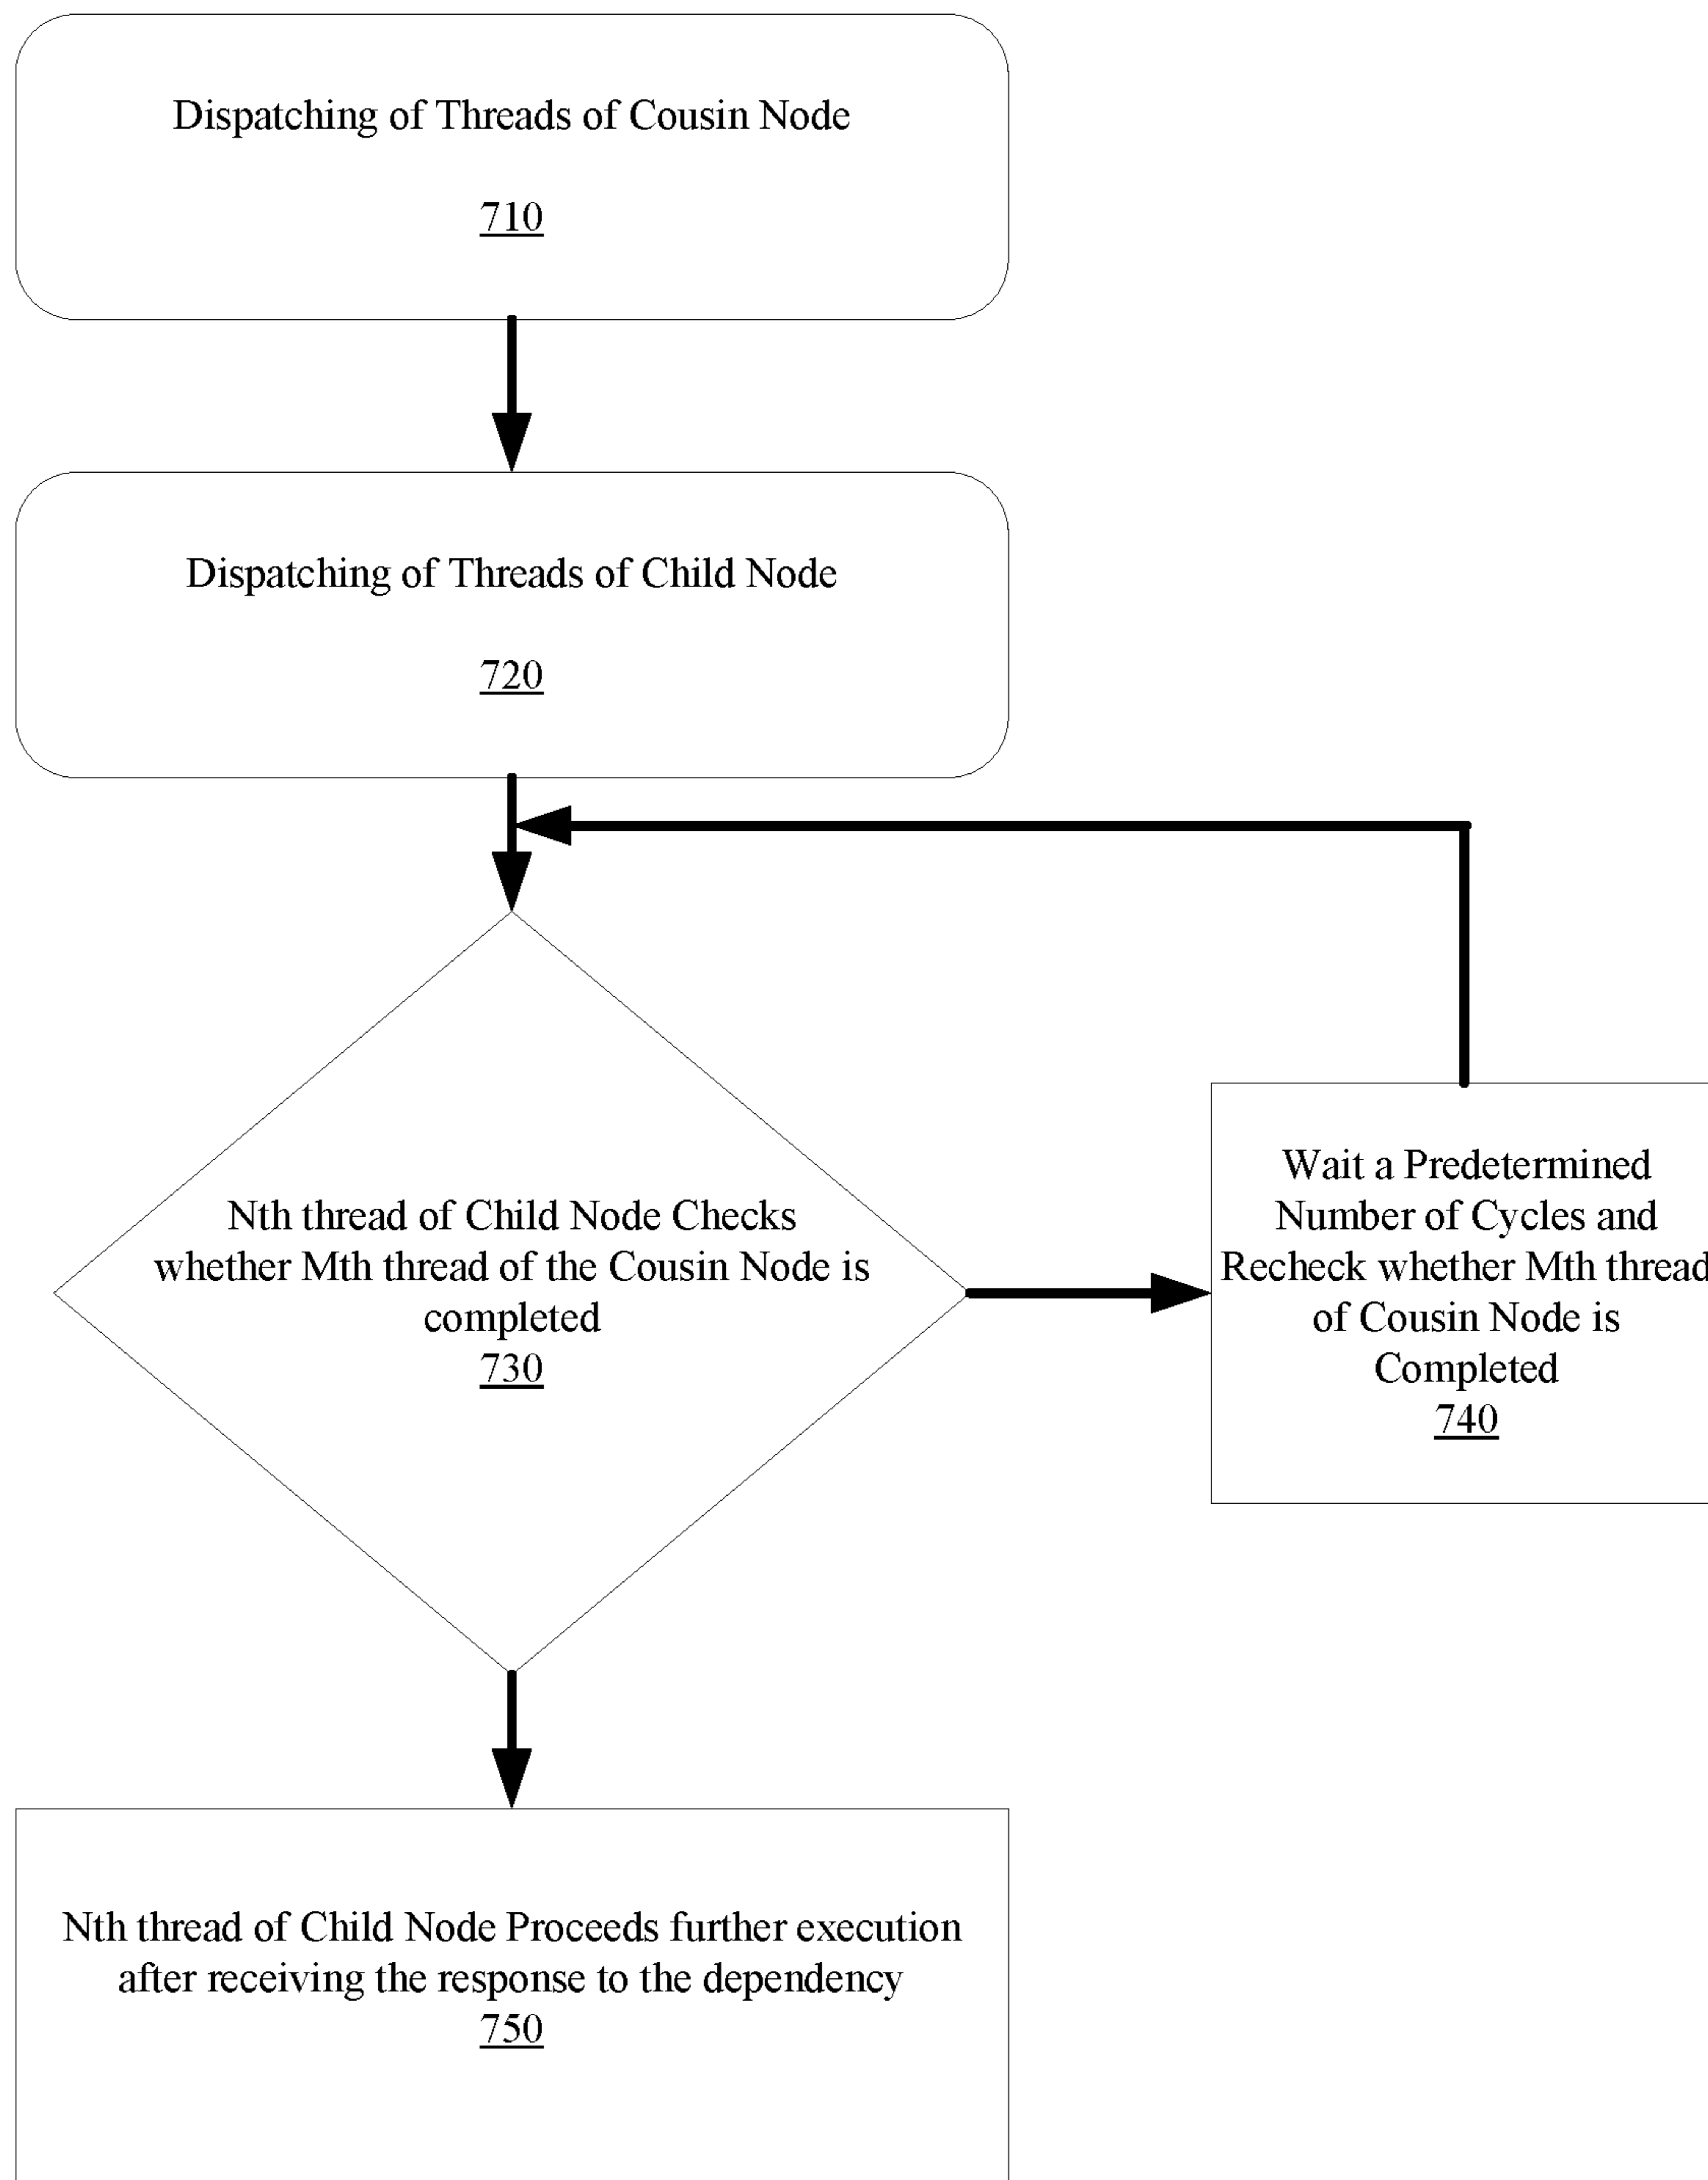 Dispatching of Threads of Cousin Node
710
Dispatching of Threads of Child Node
720
Nth thread of Child Node Checks
whether Mth thread of the Cousin Node is
completed
730
Wait a Predetermined
Number of Cycles and
Recheck whether Mth thread
of Cousin Node is
Completed
740
Nth thread of Child Node Proceeds further execution
after receiving the response to the dependency
750